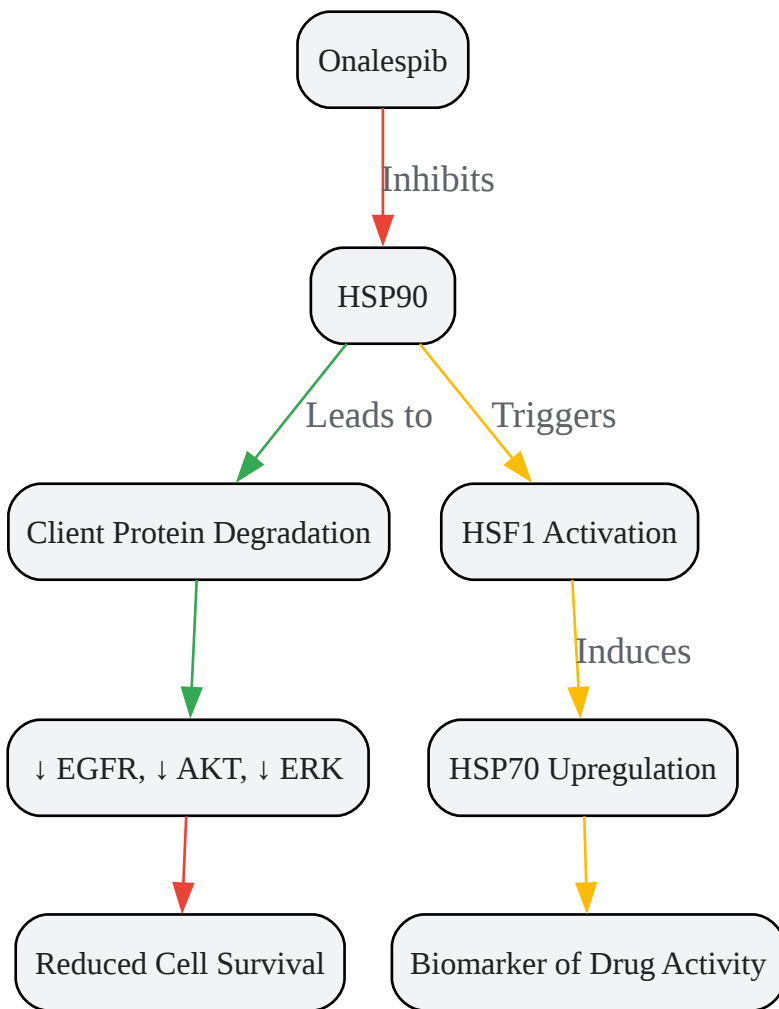 Onalespib
Inhibits
HSP90
Leads to
Triggers
Client Protein Degradation
HSF1 Activation
Induces
↓ EGFR, ↓ AKT, ↓ ERK
HSP70 Upregulation
Reduced Cell Survival
Biomarker of Drug Activity